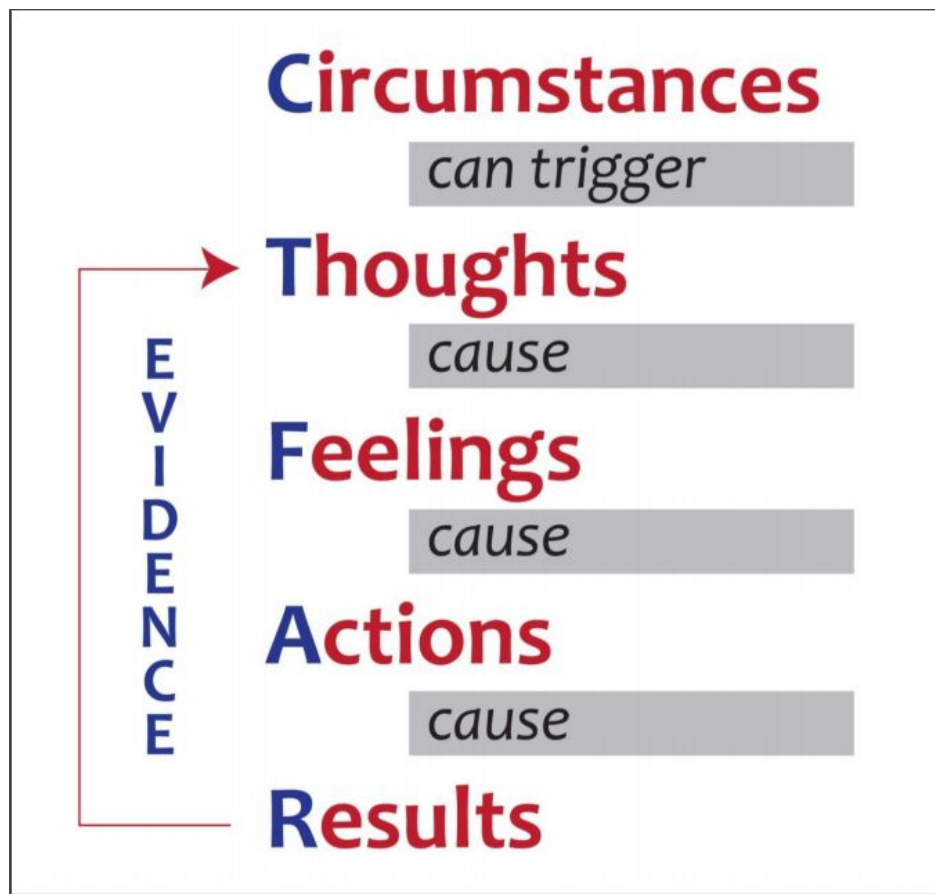 Circumstances
can trigger
Thoughts
cause
Feelings
cause
Actions
cause
Results
EVIDENCE